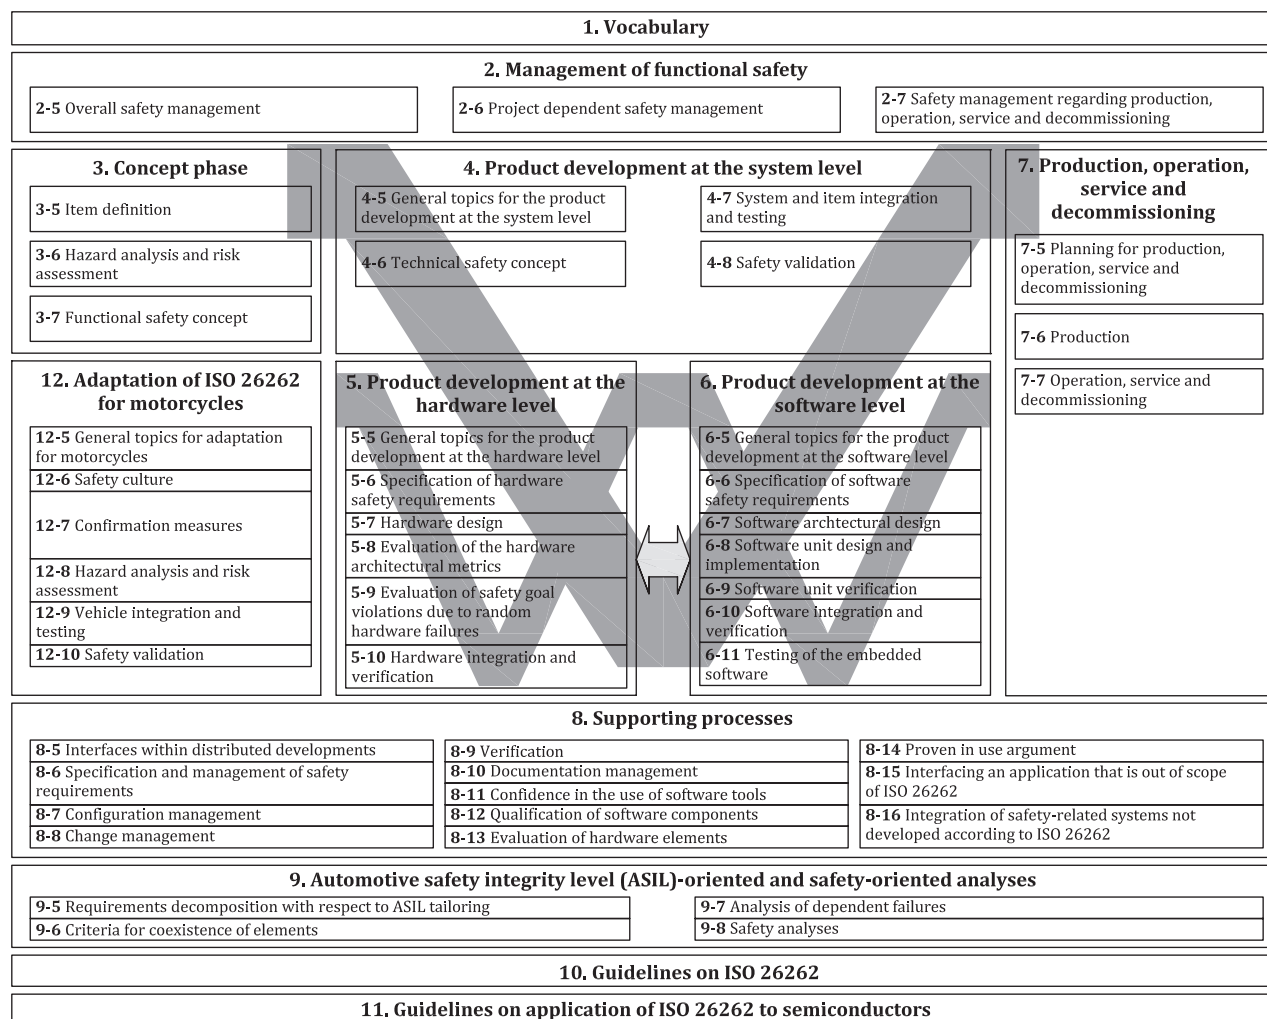 1. Vocabulary
2. Management of functional safety
2-5 Overall safety management
2-6 Project dependent safety management
2-7 Safety management regarding production,
operation, service and decommissioning
3. Concept phase
3-5 Item definition
3-6 Hazard analysis and risk
assessment
3-7 Functional safety concept
4. Product development at the system level
4-5 General topics for the product
development at the system level
4-6 Technical safety concept
4-7 System and item integration
and testing
4-8 Safety validation
7. Production, operation,
service and
decommissioning
7-5 Planning for production,
operation, service and
decommissioning
7-6 Production
7-7 Operation, service and
decommissioning
12. Adaptation of ISO 26262
for motorcycles
12-5 General topics for adaptation
for motorcycles
12-6 Safety culture
12-7 Confirmation measures
12-8 Hazard analysis and risk
assessment
12-9 Vehicle integration and
testing
12-10 Safety validation
5. Product development at the
hardware level
5-5 General topics for the product
development at the hardware level
5-6 Specification of hardware
safety requirements
5-7 Hardware design
5-8 Evaluation of the hardware
architectural metrics
5-9 Evaluation of safety goal
violations due to random
hardware failures
5-10 Hardware integration and
verification
6. Product development at the
software level
6-5 General topics for the product
development at the software level
6-6 Specification of software
safety requirements
6-7 Software archtectural design
6-8 Software unit design and
implementation
6-9 Software unit verification
6-10 Software integration and
verification
6-11 Testing of the embedded
software
8. Supporting processes
8-5 Interfaces within distributed developments
8-6 Specification and management of safety
requirements
8-7 Configuration management
8-8 Change management
8-9 Verification
8-10 Documentation management
8-11 Confidence in the use of software tools
8-12 Qualification of software components
8-13 Evaluation of hardware elements
8-14 Proven in use argument
8-15 Interfacing an application that is out of scope
of ISO 26262
8-16 Integration of safety-related systems not
developed according to ISO 26262
9. Automotive safety integrity level (ASIL)-oriented and safety-oriented analyses
9-5 Requirements decomposition with respect to ASIL tailoring
9-6 Criteria for coexistence of elements
9-7 Analysis of dependent failures
9-8 Safety analyses
10. Guidelines on ISO 26262
11. Guidelines on application of ISO 26262 to semiconductors